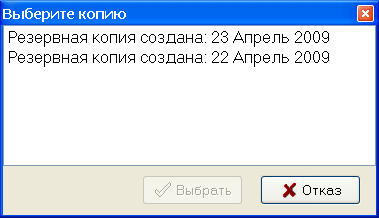 Выберите копию
Резервная копия создана: 23 Апрель 2009
Резервная копия создана: 22 Апрель 2009
Выбрать Отказ